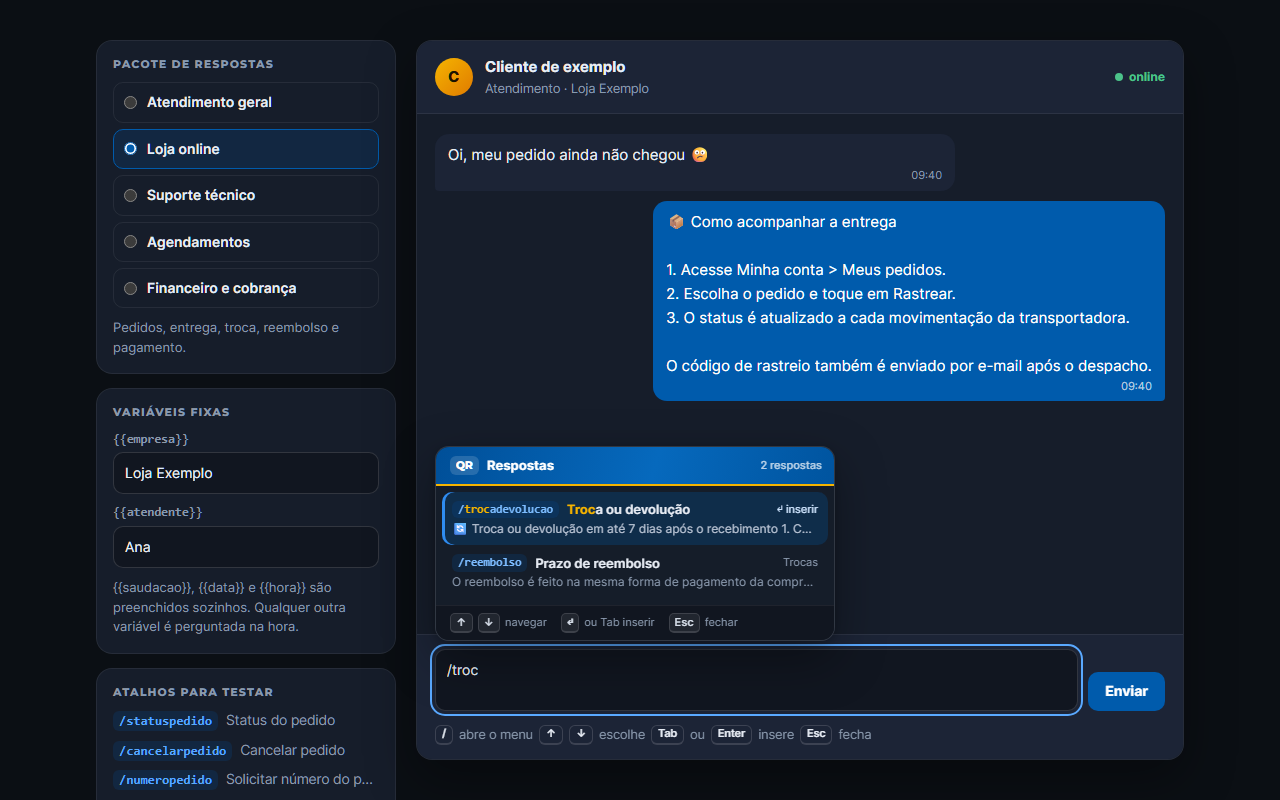 PACOTE DE RESPOSTAS
Atendimento geral
Loja online
Suporte técnico
Agendamentos
Financeiro e cobrança
Pedidos, entrega, troca, reembolso e
pagamento.
VARIÁVEIS FIXAS
{{empresa}}
Loja Exemplo
{{atendente}}
Ana
{{saudacao}}, {{data}} e {{hora}} são
preenchidos sozinhos. Qualquer outra
variável é perguntada na hora.
ATALHOS PARA TESTAR
/statuspedido Status do pedido
/cancelarpedido Cancelar pedido
/numeropedido Solicitar número do p...
C
Cliente de exemplo
Atendimento · Loja Exemplo
online
Oi, meu pedido ainda não chegou
09:40
Como acompanhar a entrega
1. Acesse Minha conta > Meus pedidos.
2. Escolha o pedido e toque em Rastrear.
3. O status é atualizado a cada movimentação da transportadora.
O código de rastreio também é enviado por e-mail após o despacho.
09:40
QR Respostas 2 respostas
/trocadevolucao Troca ou devolução ↵ inserir
Troca ou devolução em até 7 dias após o recebimento 1. C...
/reembolso Prazo de reembolso Trocas
O reembolso é feito na mesma forma de pagamento da compr...
↑ ↓ navegar ↵ ou Tab inserir Esc fechar
/troc
Enviar
/ abre o menu ↑ ↓ escolhe Tab ou Enter insere Esc fecha